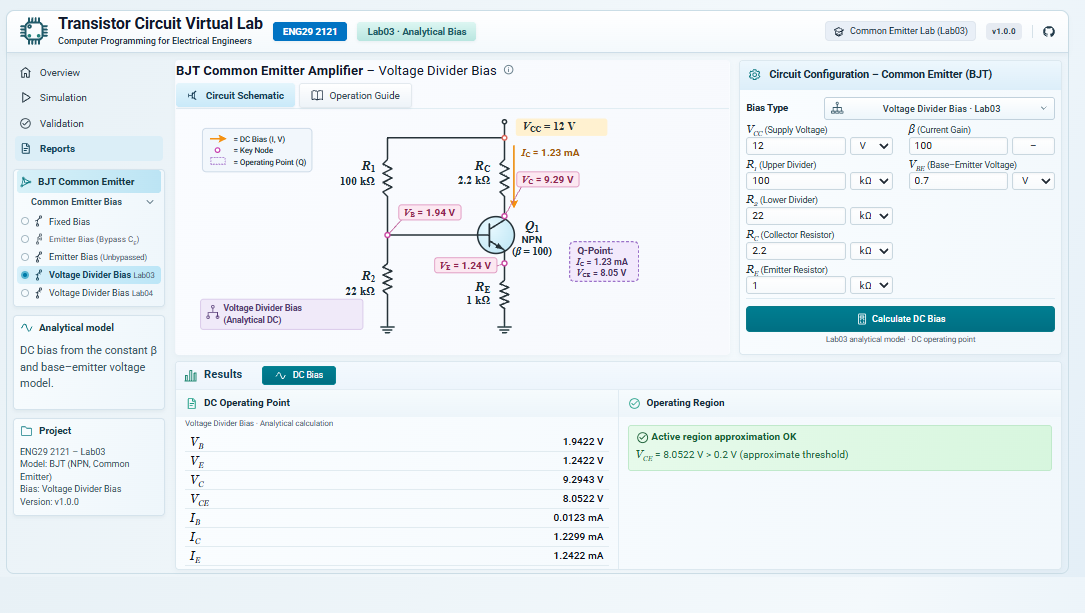 Transistor Circuit Virtual Lab
Computer Programming for Electrical Engineers
ENG29 2121
Lab03 · Analytical Bias
Common Emitter Lab (Lab03)
v1.0.0
Overview
Simulation
Validation
Reports
BJT Common Emitter
Common Emitter Bias
Fixed Bias
Emitter Bias (Bypass CE)
Emitter Bias (Unbypassed)
Voltage Divider Bias Lab03
Voltage Divider Bias Lab04
Analytical model
DC bias from the constant β
and base–emitter voltage
model.
Project
ENG29 2121 – Lab03
Model: BJT (NPN, Common
Emitter)
Bias: Voltage Divider Bias
Version: v1.0.0
BJT Common Emitter Amplifier – Voltage Divider Bias
Circuit Schematic
Operation Guide
= DC Bias (I, V)
= Key Node
= Operating Point (Q)
VCC = 12 V
IC = 1.23 mA
R1
100 kΩ
RC
2.2 kΩ
VC = 9.29 V
VB = 1.94 V
Q1
NPN
(β = 100)
VE = 1.24 V
Q-Point:
IC = 1.23 mA
VCE = 8.05 V
R2
22 kΩ
RE
1 kΩ
Voltage Divider Bias
(Analytical DC)
Circuit Configuration – Common Emitter (BJT)
Bias Type
Voltage Divider Bias · Lab03
VCC (Supply Voltage)
β (Current Gain)
12
V
100
–
R1 (Upper Divider)
VBE (Base–Emitter Voltage)
100
kΩ
0.7
V
R2 (Lower Divider)
22
kΩ
RC (Collector Resistor)
2.2
kΩ
RE (Emitter Resistor)
1
kΩ
Calculate DC Bias
Lab03 analytical model · DC operating point
Results
DC Bias
DC Operating Point
Voltage Divider Bias · Analytical calculation
VB 1.9422 V
VE 1.2422 V
VC 9.2943 V
VCE 8.0522 V
IB 0.0123 mA
IC 1.2299 mA
IE 1.2422 mA
Operating Region
Active region approximation OK
VCE = 8.0522 V > 0.2 V (approximate threshold)